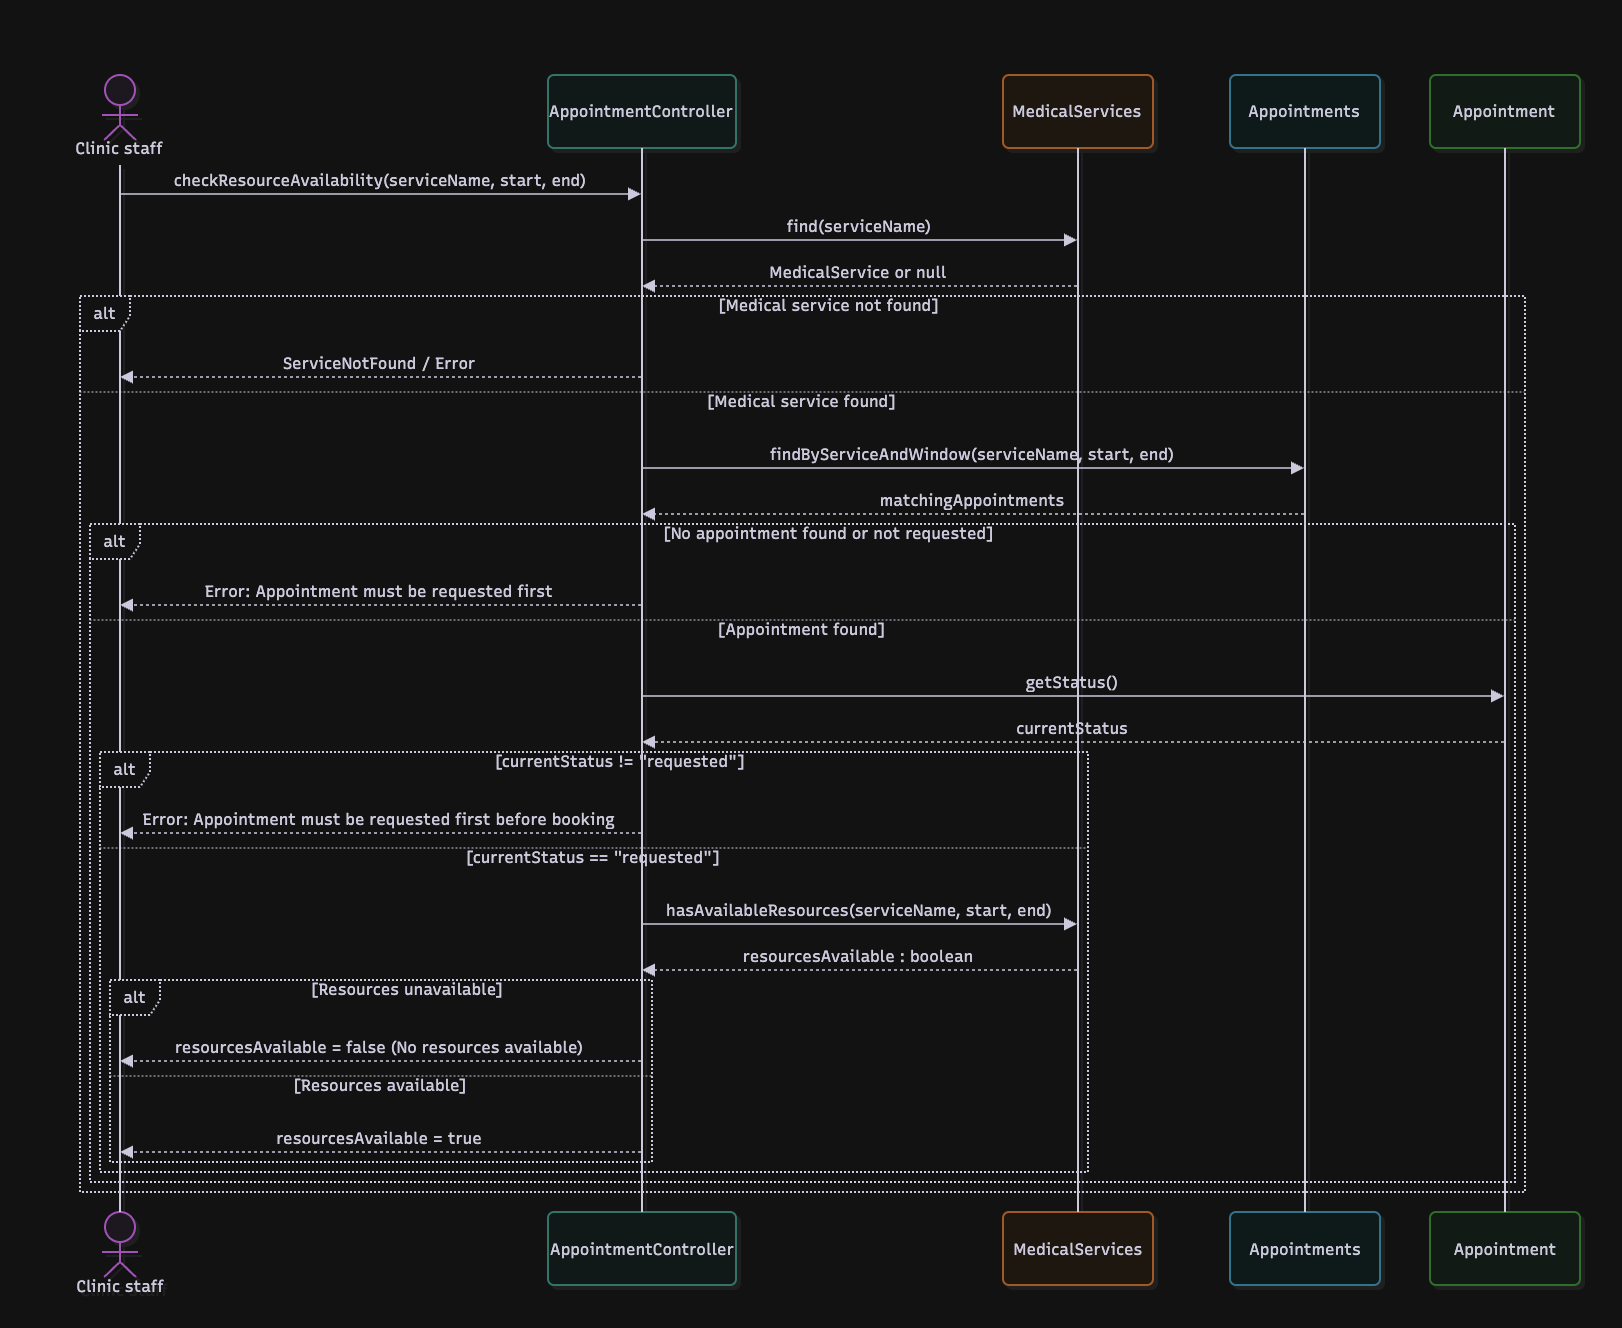 Clinic staff
AppointmentController
MedicalServices
Appointments
Appointment
checkResourceAvailability(serviceName, start, end)
find(serviceName)
MedicalService or null
alt
[Medical service not found]
ServiceNotFound / Error
[Medical service found]
findByServiceAndWindow(serviceName, start, end)
matchingAppointments
alt
[No appointment found or not requested]
Error: Appointment must be requested first
[Appointment found]
getStatus()
currentStatus
alt
[currentStatus != "requested"]
Error: Appointment must be requested first before booking
[currentStatus == "requested"]
hasAvailableResources(serviceName, start, end)
resourcesAvailable : boolean
alt
[Resources unavailable]
resourcesAvailable = false (No resources available)
[Resources available]
resourcesAvailable = true
Clinic staff
AppointmentController
MedicalServices
Appointments
Appointment